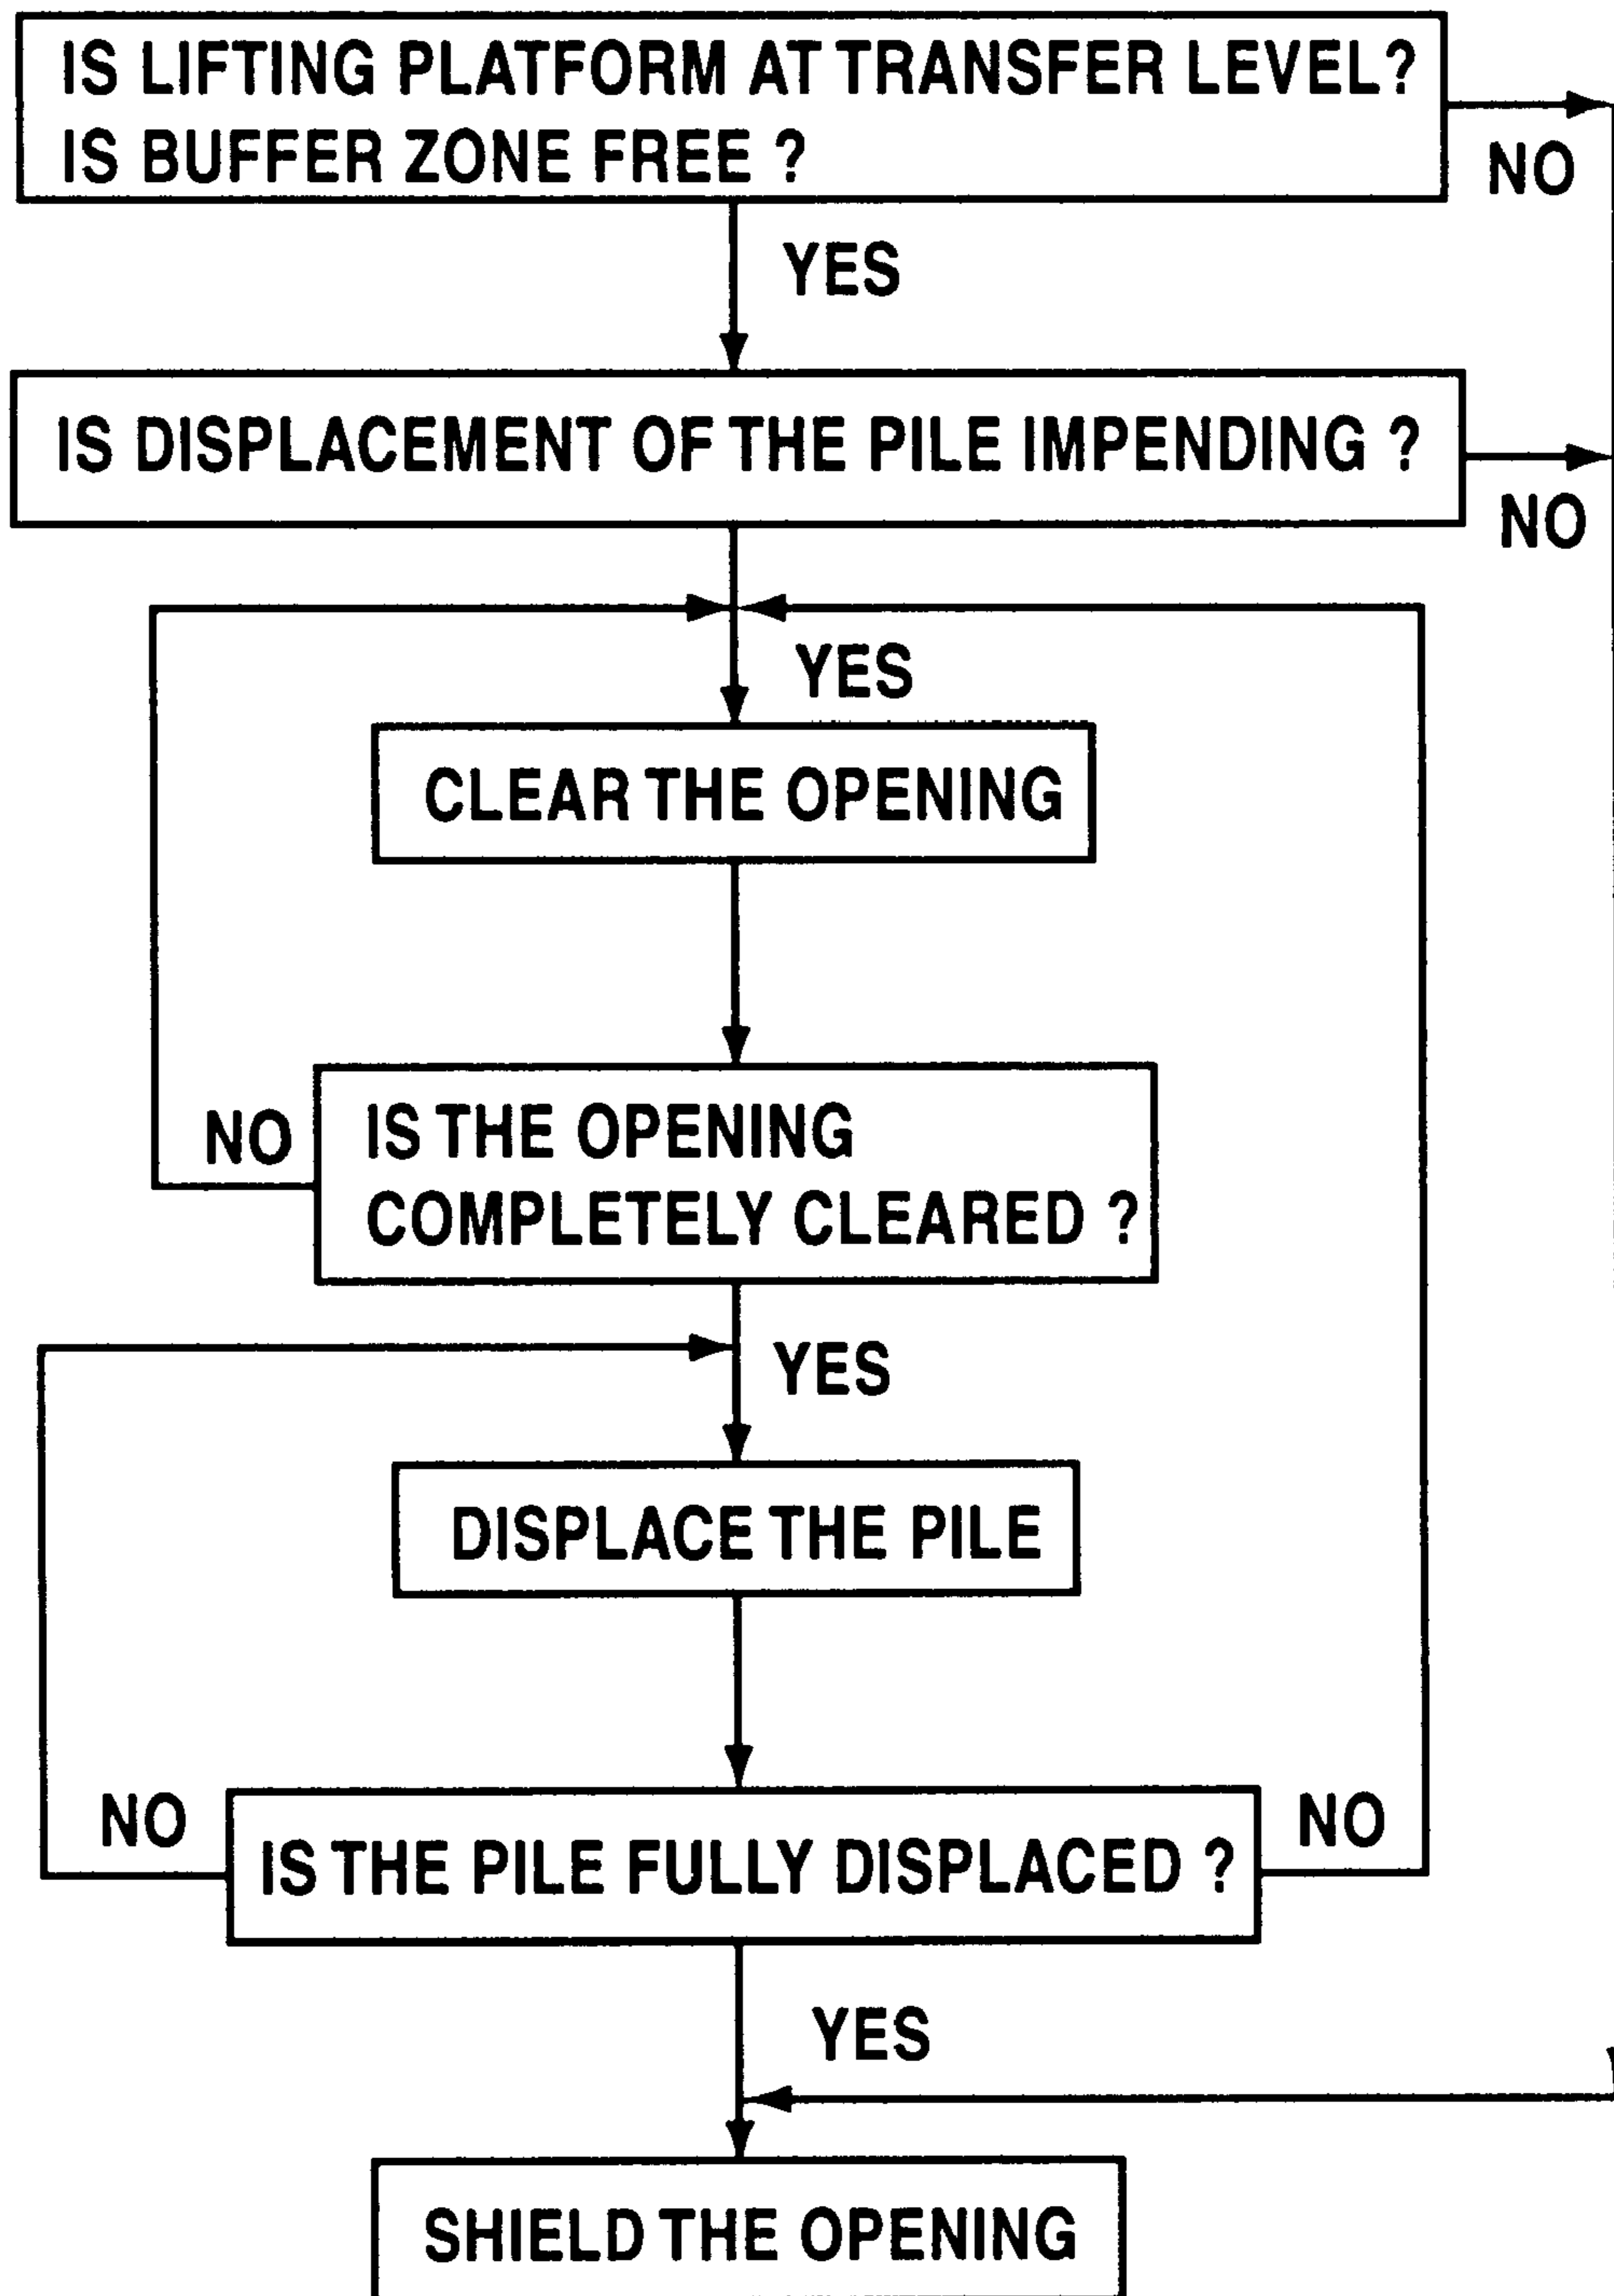 IS LIFTING PLATFORM AT TRANSFER LEVEL?
IS BUFFER ZONE FREE ?
NO
YES
IS DISPLACEMENT OF THE PILE IMPENDING ?
NO
YES
CLEAR THE OPENING
NO
IS THE OPENING
COMPLETELY CLEARED ?
YES
DISPLACE THE PILE
NO
IS THE PILE FULLY DISPLACED ?
NO
YES
SHIELD THE OPENING